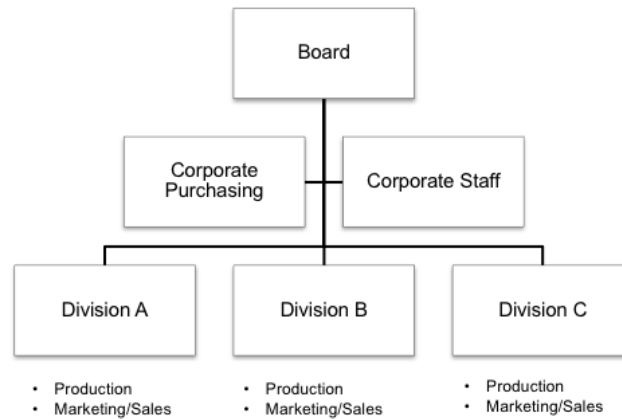 Board
Corporate
Purchasing
Corporate Staff
Division A
Division B
Division C
• Production
• Marketing/Sales
• Production
• Marketing/Sales
• Production
• Marketing/Sales